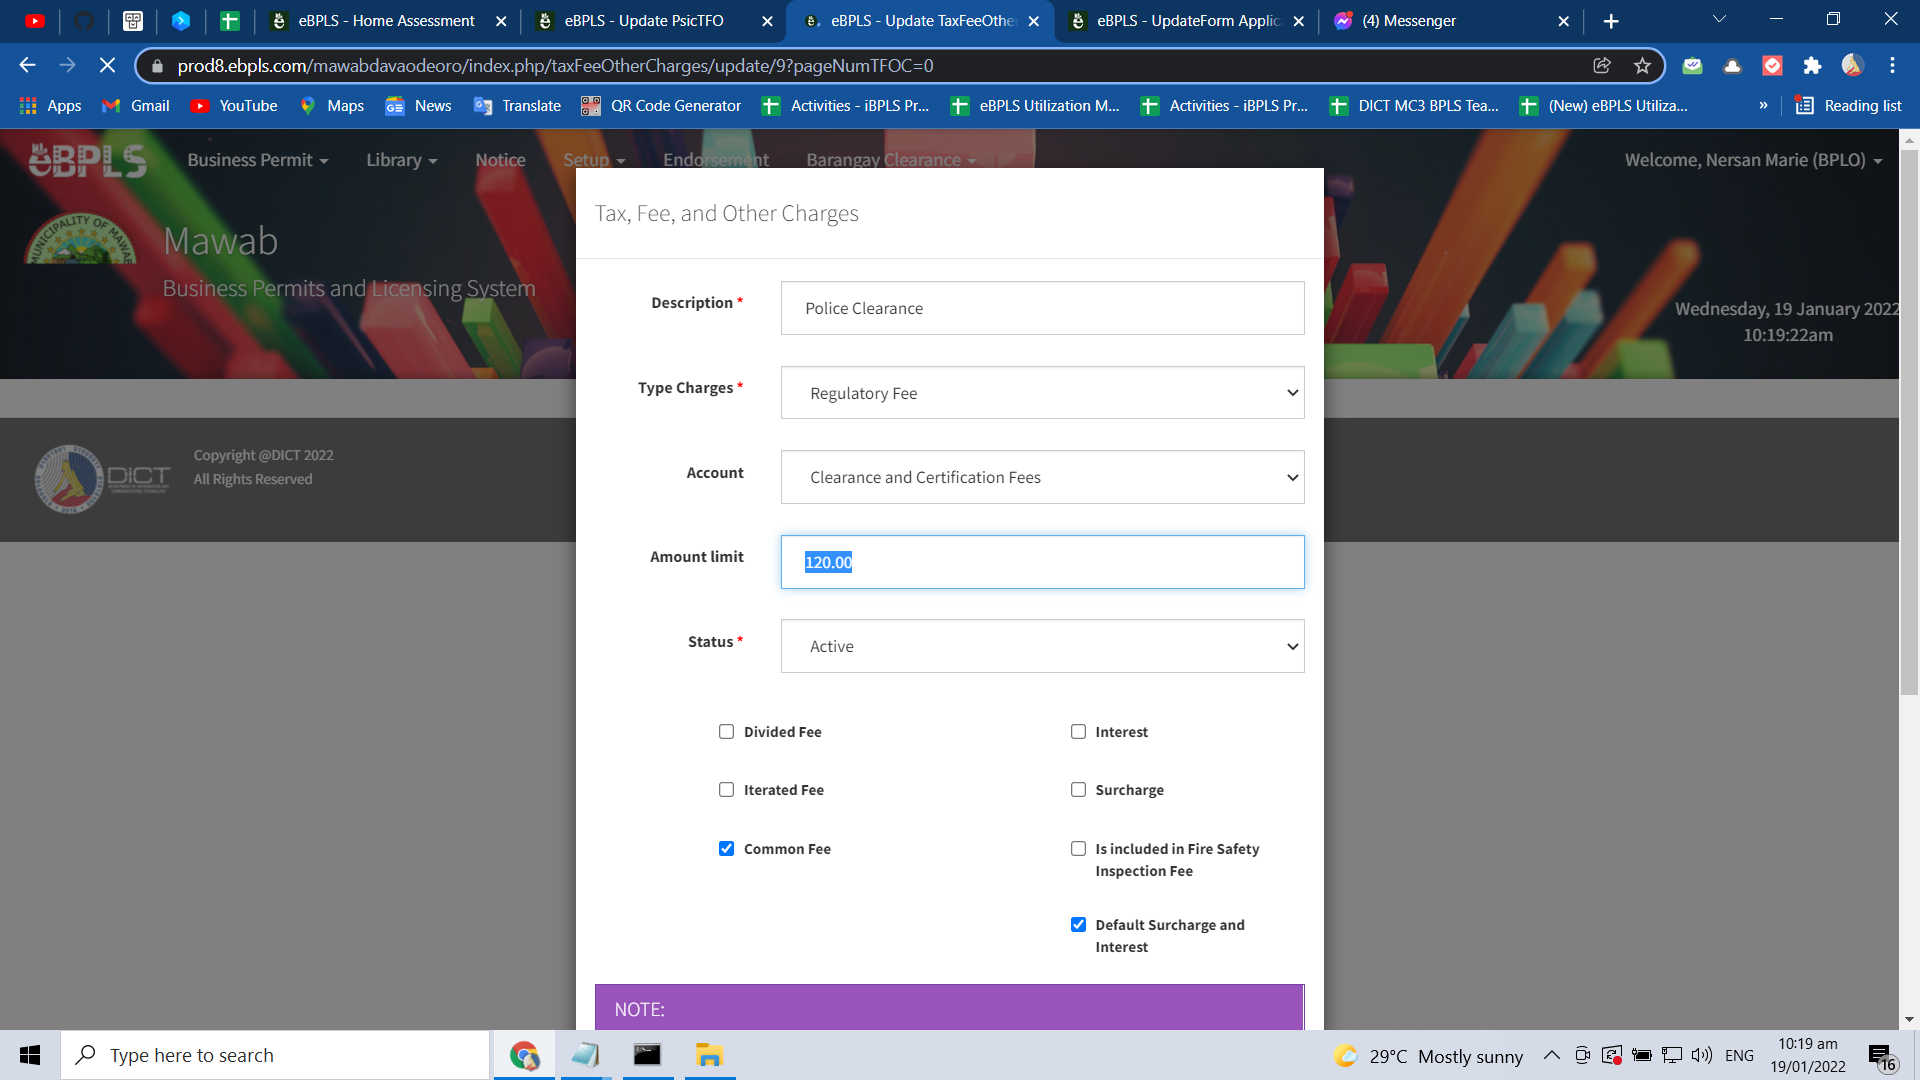 eBPLS - Home Assessment
eBPLS - Update PsicTFO
eBPLS - Update TaxFeeOthe
eBPLS - UpdateForm Applic
(4) Messenger
prod8.ebpls.com/mawabdavaodeoro/index.php/taxFeeOtherCharges/update/9?pageNumTFOC=0
Apps
Gmail
YouTube
Maps
News
Translate
QR Code Generator
Activities - iBPLS Pr...
eBPLS Utilization M...
Activities - iBPLS Pr...
DICT MC3 BPLS Tea...
(New) eBPLS Utiliza...
»
Reading list
eBPLS
Business Permit
Library
Notice
Setup
Endorsement
Barangay Clearance
Welcome, Nersan Marie (BPLO)
MUNICIPALITY OF MAWAB
Mawab
Business Permits and Licensing System
Wednesday, 19 January 2022
10:19:22am
Tax, Fee, and Other Charges
Description *
Police Clearance
Type Charges *
Regulatory Fee
Account
Clearance and Certification Fees
Amount limit
120.00
Status *
Active
Divided Fee
Interest
Iterated Fee
Surcharge
Common Fee
Is included in Fire Safety
Inspection Fee
Default Surcharge and
Interest
NOTE:
DICT
Copyright @DICT 2022
All Rights Reserved
Type here to search
29°C Mostly sunny
ENG
10:19 am
19/01/2022
16